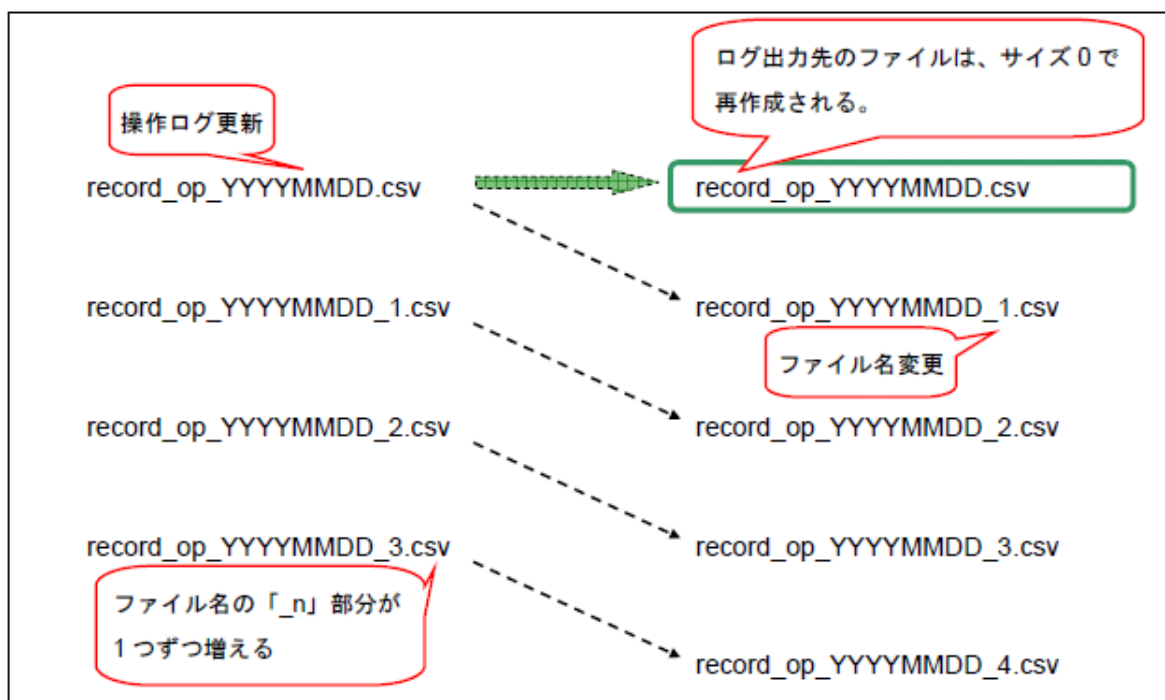 ログ出力先のファイルは、サイズ0で
再作成される。
操作ログ更新
record_op_YYYYMMDD.csv
record_op_YYYYMMDD.csv
record_op_YYYYMMDD_1.csv
record_op_YYYYMMDD_1.csv
ファイル名変更
record_op_YYYYMMDD_2.csv
record_op_YYYYMMDD_2.csv
record_op_YYYYMMDD_3.csv
record_op_YYYYMMDD_3.csv
ファイル名の「_n」部分が
1つずつ増える
record_op_YYYYMMDD_4.csv